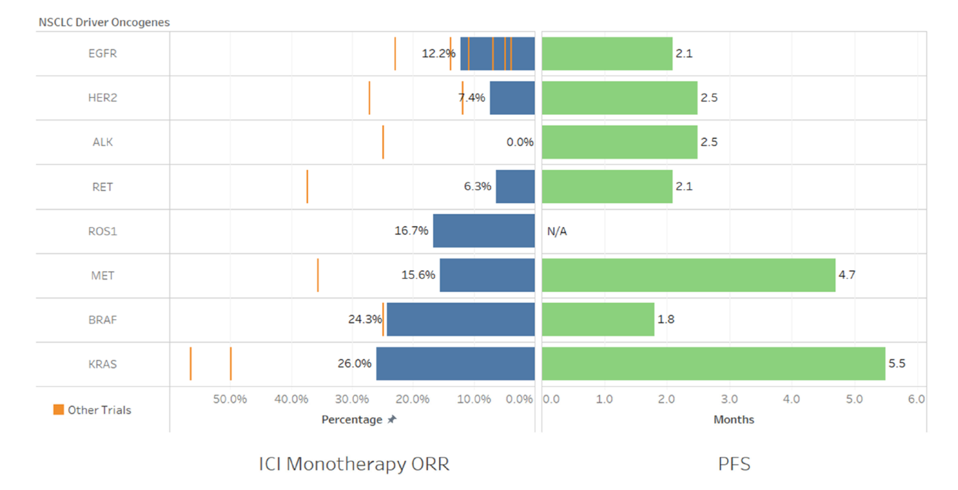 NSCLC Driver Oncogenes
EGFR 12.2% 2.1
HER2 7.4% 2.5
ALK 0.0% 2.5
RET 6.3% 2.1
ROS1 16.7% N/A
MET 15.6% 4.7
BRAF 24.3% 1.8
KRAS 26.0% 5.5
50.0% 40.0% 30.0% 20.0% 10.0% 0.0% 0.0 1.0 2.0 3.0 4.0 5.0 6.0
Other Trials
Percentage Months
ICI Monotherapy ORR PFS